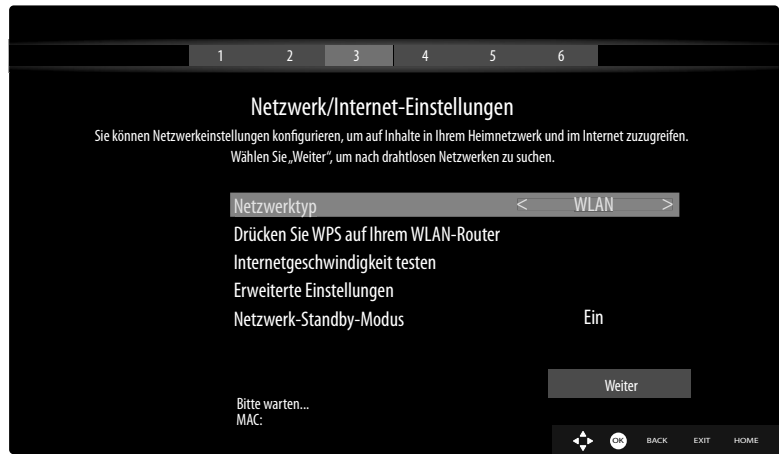 1 2 3 4 5 6
Netzwerk/Internet-Einstellungen
Sie können Netzwerkeinstellungen konfigurieren, um auf Inhalte in Ihrem Heimnetzwerk und im Internet zuzugreifen.
Wählen Sie „Weiter“, um nach drahtlosen Netzwerken zu suchen.
Netzwerktyp < WLAN >
Drücken Sie WPS auf Ihrem WLAN-Router
Internetgeschwindigkeit testen
Erweiterte Einstellungen
Netzwerk-Standby-Modus Ein
Weiter
Bitte warten...
MAC:
OK BACK EXIT HOME